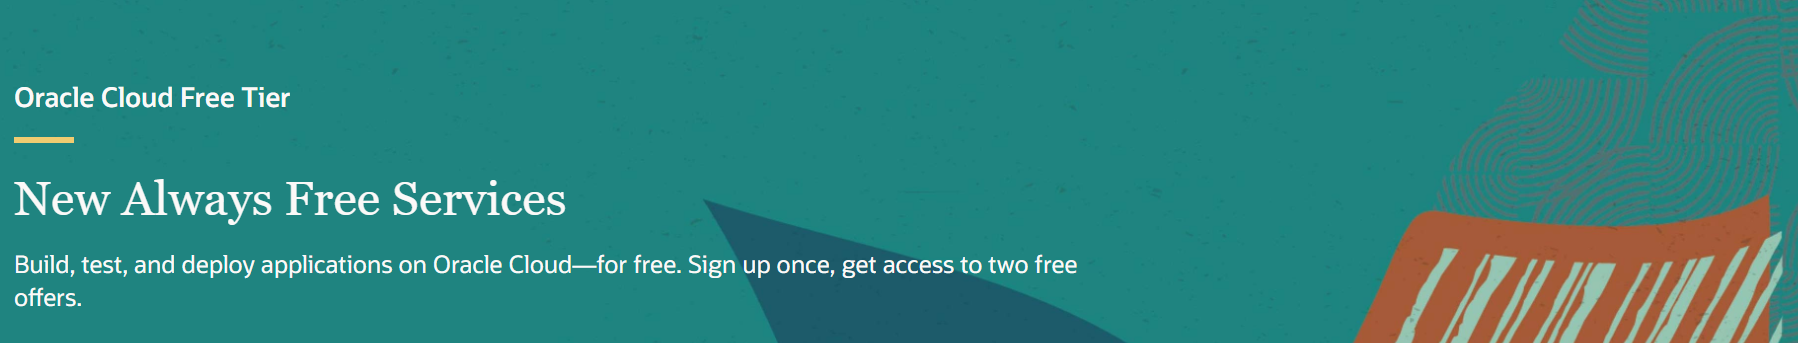 Oracle Cloud Free Tier
New Always Free Services
Build, test, and deploy applications on Oracle Cloud—for free. Sign up once, get access to two free
offers.